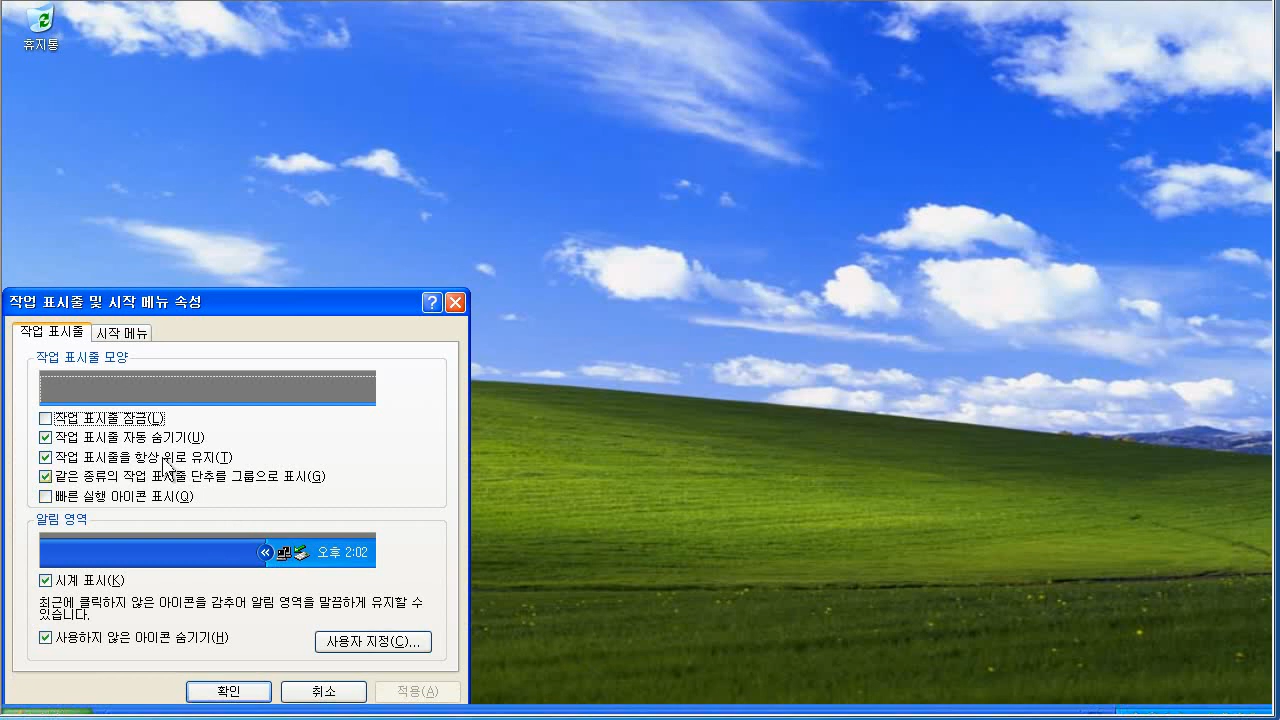 휴지통
작업 표시줄 및 시작 메뉴 속성
작업 표시줄
시작 메뉴
작업 표시줄 모양
작업 표시줄 잠금(L)
작업 표시줄 자동 숨기기(U)
작업 표시줄을 항상 위로 유지(T)
같은 종류의 작업 표시줄 단추를 그룹으로 표시(G)
빠른 실행 아이콘 표시(Q)
알림 영역
오후 2:02
시계 표시(K)
최근에 클릭하지 않은 아이콘을 감추어 알림 영역을 말끔하게 유지할 수
있습니다.
사용하지 않은 아이콘 숨기기(H)
사용자 지정(C)...
확인
취소
적용(A)